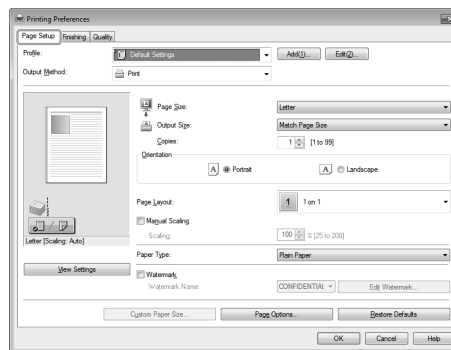 Printing Preferences
Page Setup Finishing Quality
Profile: Default Settings Add(1)... Edit(2)...
Output Method: Print
Page Size: Letter
Output Size: Match Page Size
Copies: 1 [1 to 99]
Orientation
A Portrait A Landscape
Page Layout: 1 1 on 1
Manual Scaling
Scaling: 100 % [25 to 200]
Letter [Scaling: Auto]
Paper Type: Plain Paper
View Settings
Watermark
Watermark Name: CONFIDENTIAL Edit Watermark...
Custom Paper Size... Page Options... Restore Defaults
OK Cancel Help